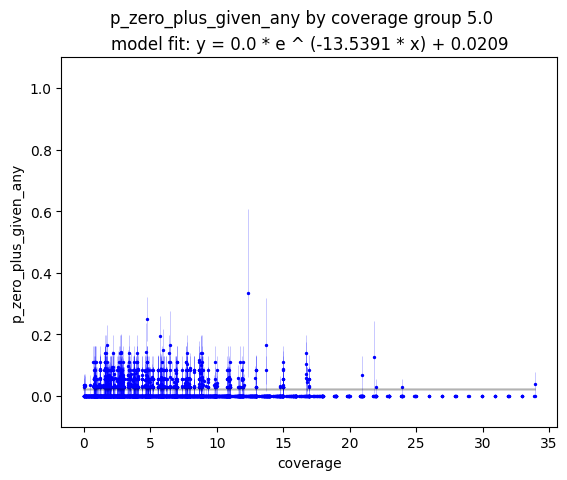 p_zero_plus_given_any by coverage group 5.0
model fit: y = 0.0 * e ^ (-13.5391 * x) + 0.0209
1.0
0.8
0.6
0.4
0.2
0.0
p_zero_plus_given_any
0 5 10 15 20 25 30 35
coverage